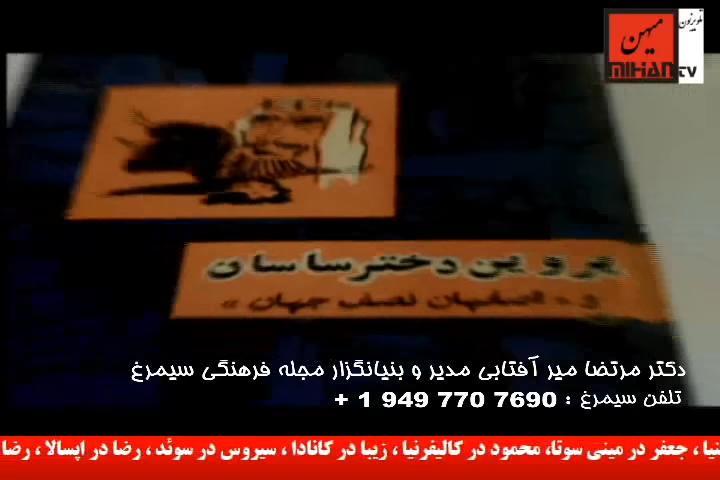 میهن
تلویزیون
MIHAN tv
پروین دختر ساسان
و « اصفهان نصف جهان »
دکتر مرتضا میر آفتابی مدیر و بنیانگزار مجله فرهنگی سیمرغ
تلفن سیمرغ : 7690 770 949 1 +
نیا ، جعفر در مینی سوتا، محمود در کالیفرنیا ، زیبا در کانادا ، سیروس در سوئد ، رضا در اپسالا ، رضا